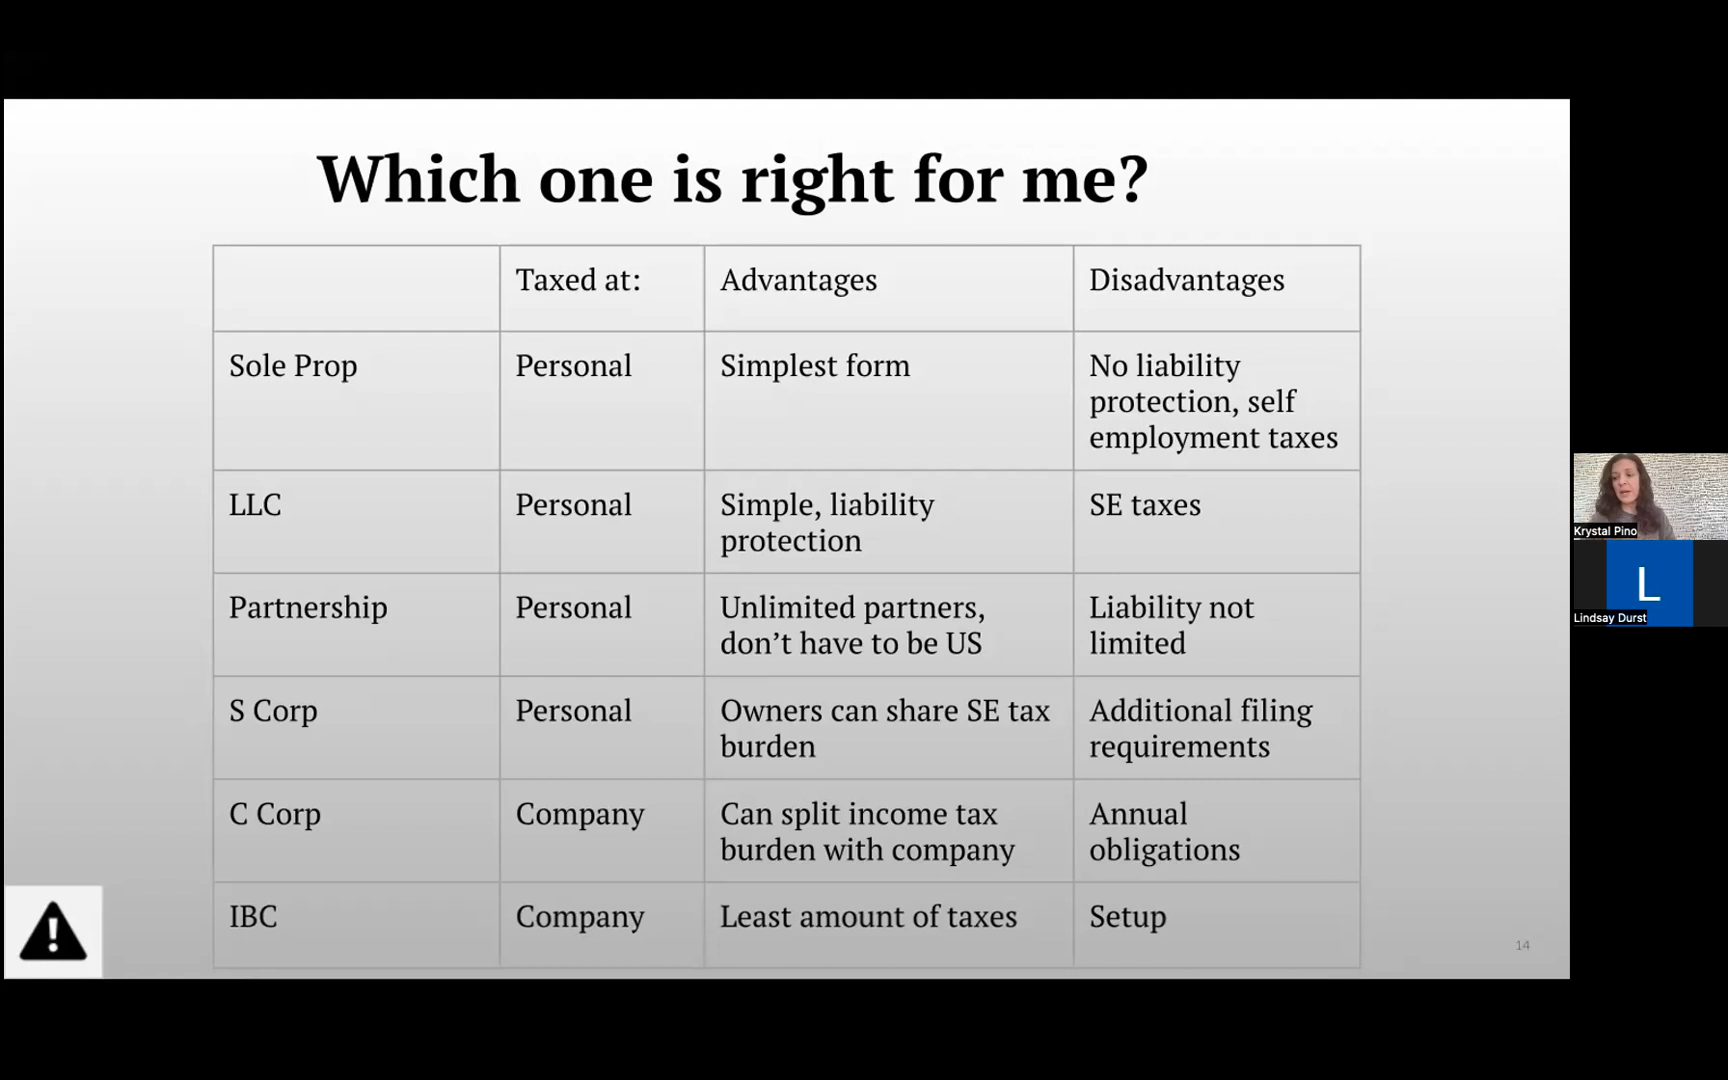 Which one is right for me?
Taxed at:
Advantages
Disadvantages
Sole Prop
Personal
Simplest form
No liability
protection, self
employment taxes
LLC
Personal
Simple, liability
protection
SE taxes
Partnership
Personal
Unlimited partners,
don’t have to be US
Liability not
limited
S Corp
Personal
Owners can share SE tax
burden
Additional filing
requirements
C Corp
Company
Can split income tax
burden with company
Annual
obligations
IBC
Company
Least amount of taxes
Setup
14
Krystal Pino
L
Lindsay Durst